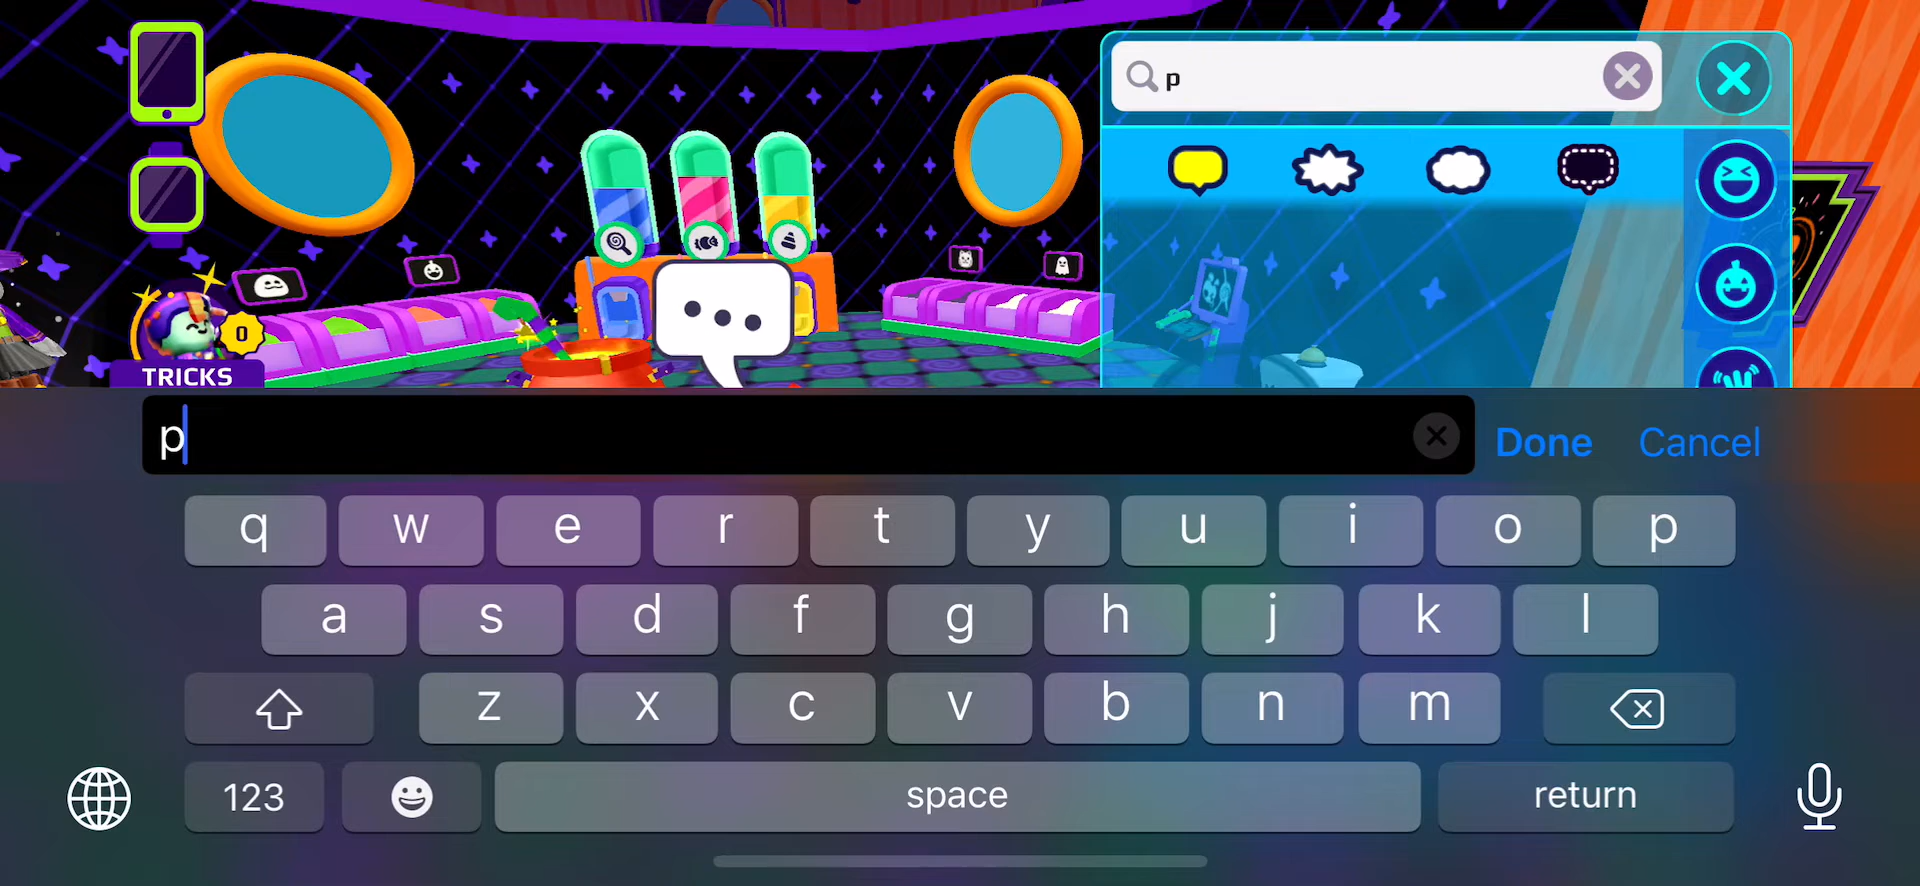 p
0
TRICKS
p
Done Cancel
q w e r t y u i o p
a s d f g h j k l
z x c v b n m
123 space return